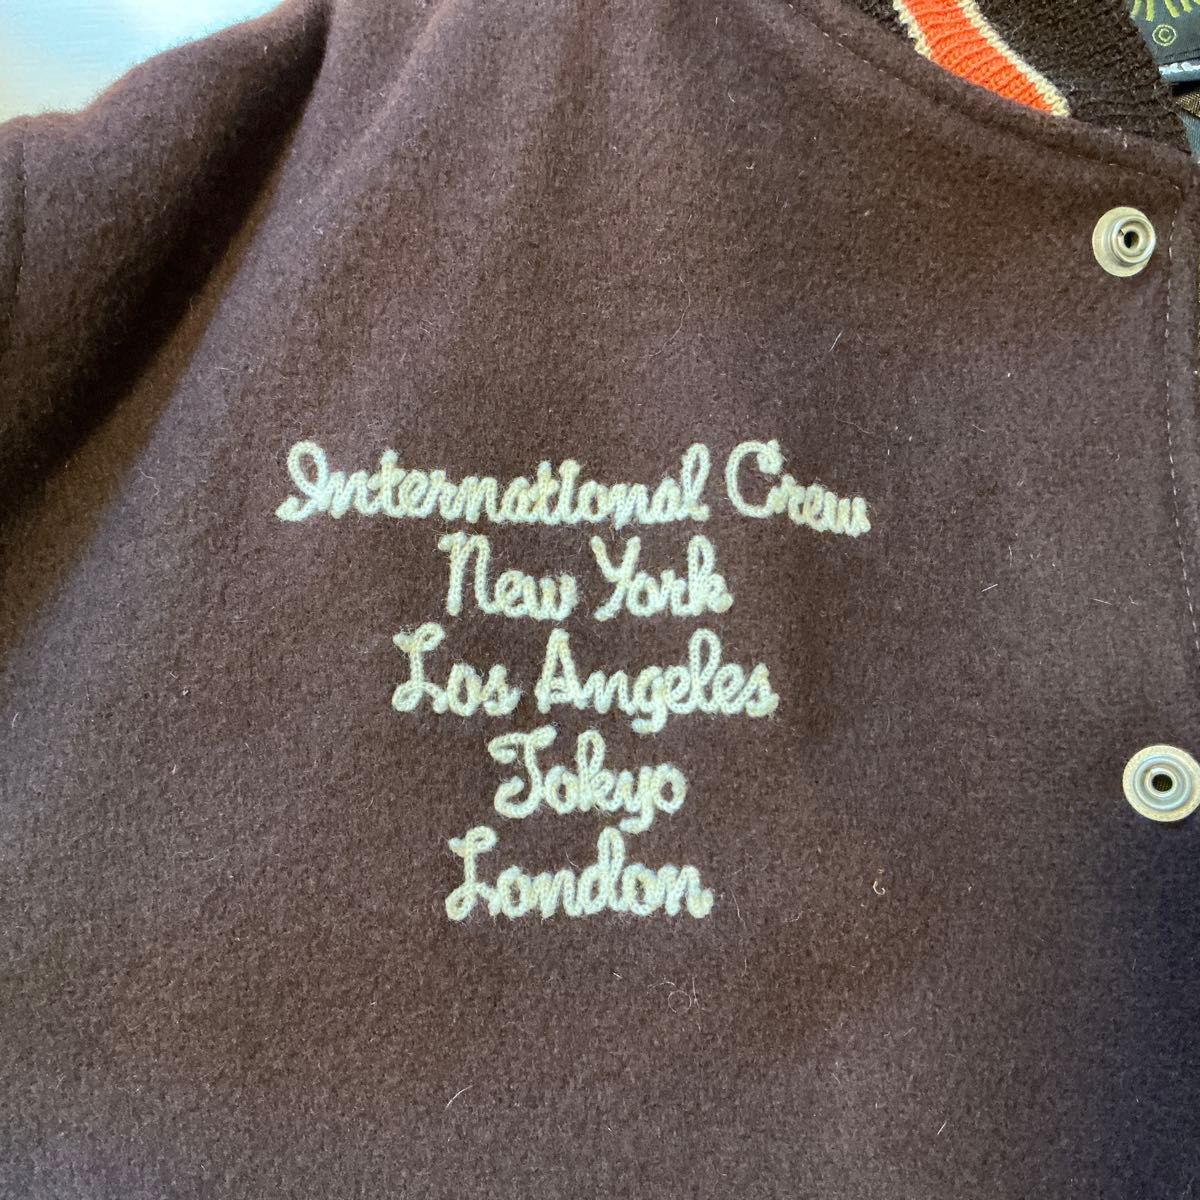 International Crew
New York
Los Angeles
Tokyo
London
©